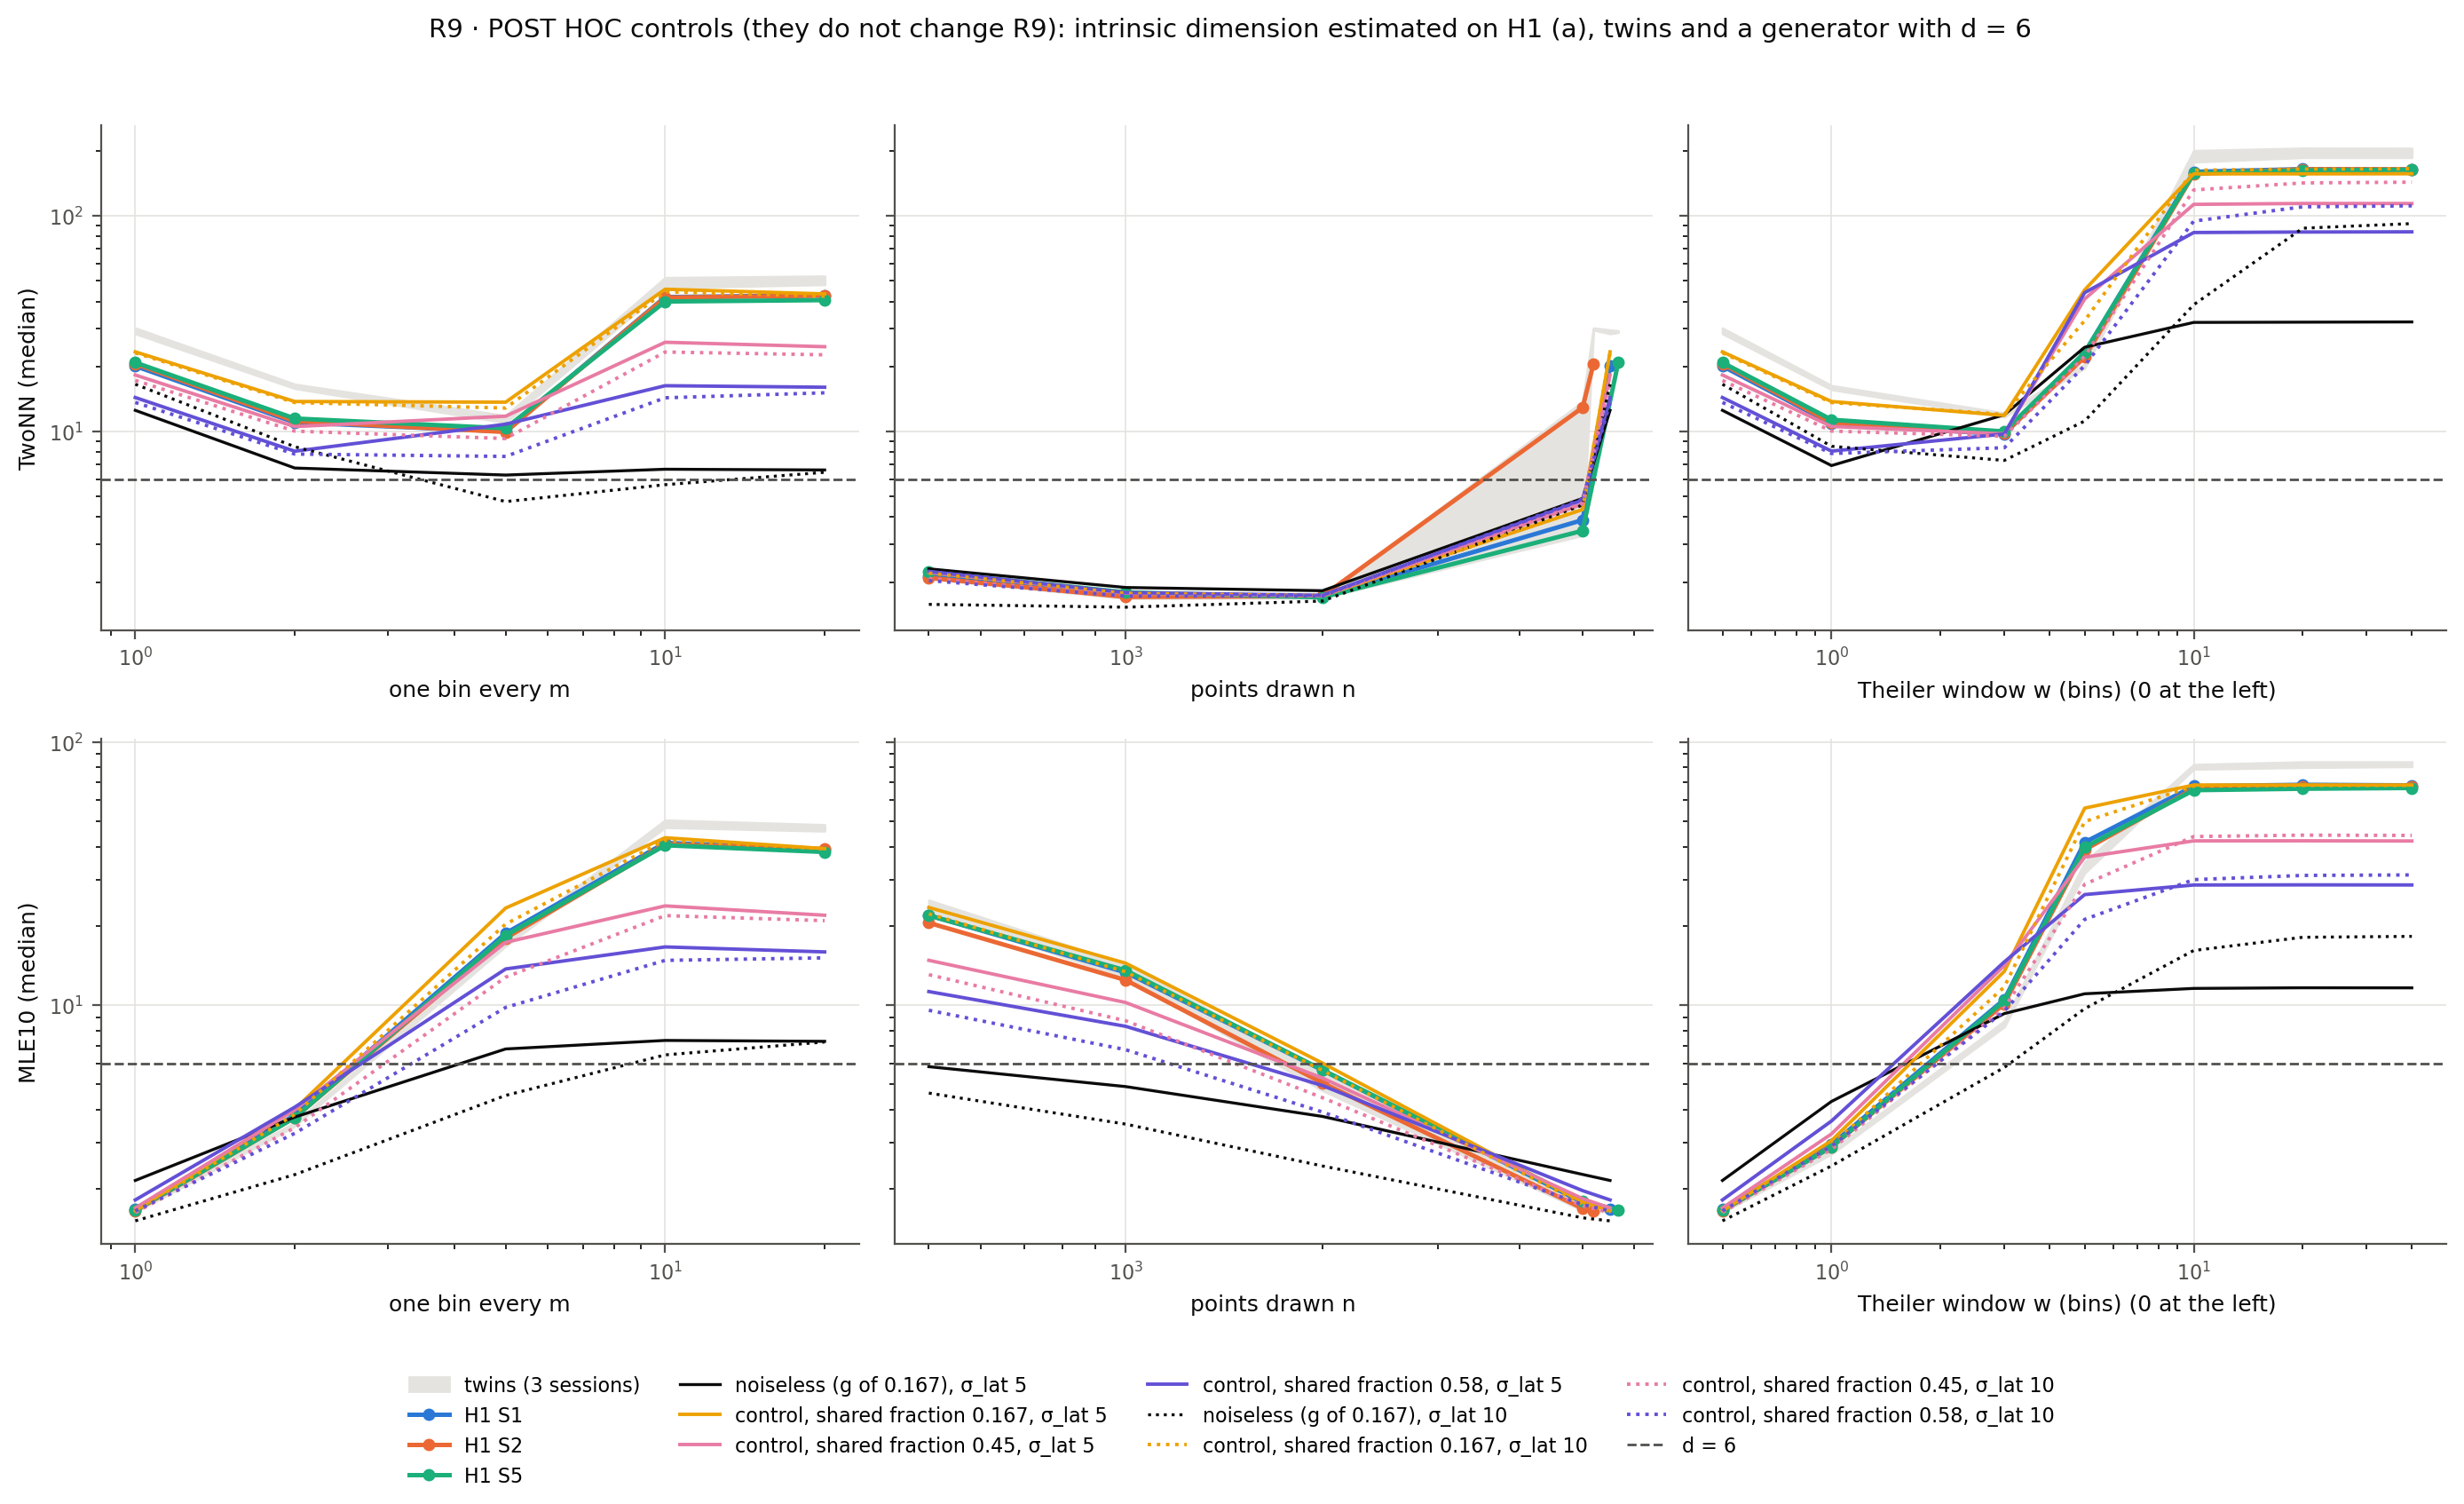 R9 · POST HOC controls (they do not change R9): intrinsic dimension estimated on H1 (a), twins and a generator with d = 6
TwoNN (median)
10²
10¹
10⁰
10¹
one bin every m
10³
points drawn n
10⁰
10¹
Theiler window w (bins) (0 at the left)
MLE10 (median)
10²
10¹
10⁰
10¹
one bin every m
10³
points drawn n
10⁰
10¹
Theiler window w (bins) (0 at the left)
twins (3 sessions)
H1 S1
H1 S2
H1 S5
noiseless (g of 0.167), σ_lat 5
control, shared fraction 0.167, σ_lat 5
control, shared fraction 0.45, σ_lat 5
control, shared fraction 0.58, σ_lat 5
noiseless (g of 0.167), σ_lat 10
control, shared fraction 0.167, σ_lat 10
control, shared fraction 0.45, σ_lat 10
control, shared fraction 0.58, σ_lat 10
d = 6